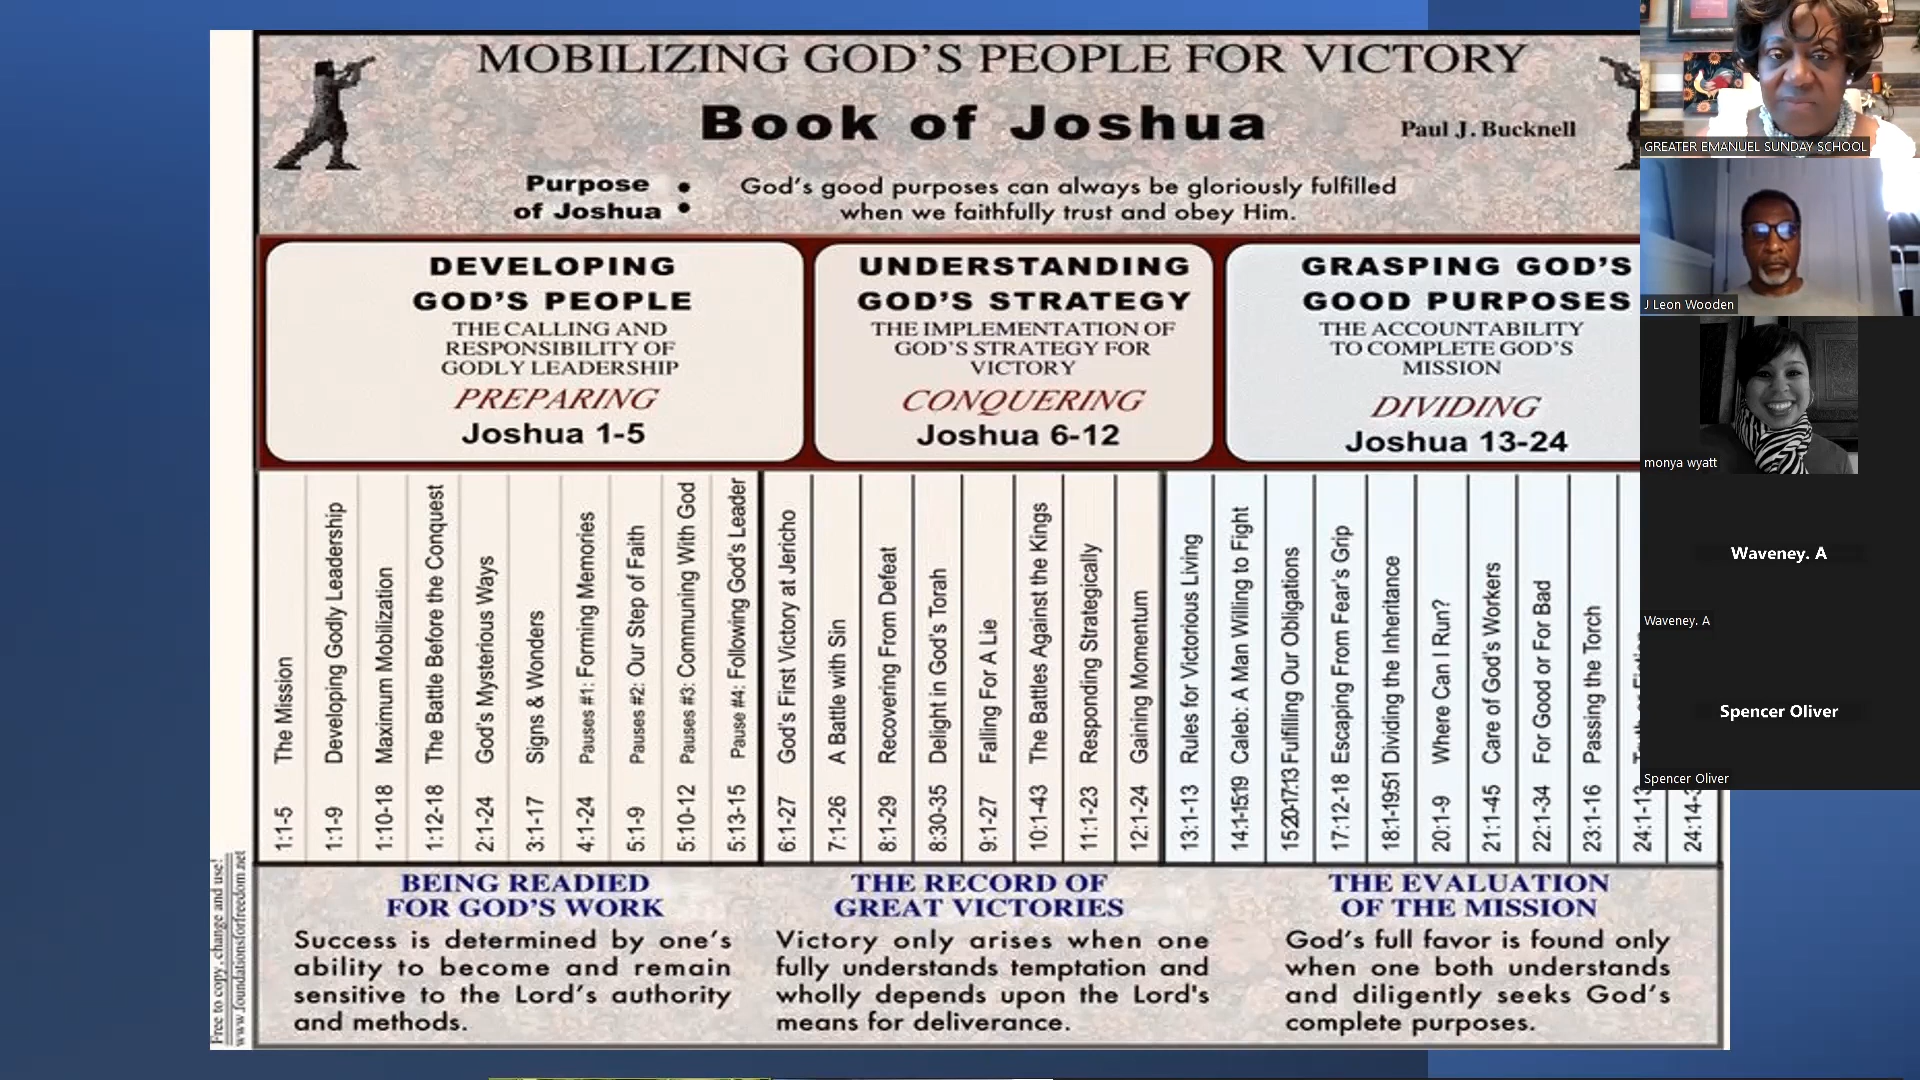 MOBILIZING GOD'S PEOPLE FOR VICTORY
Book of Joshua
Paul J. Bucknell
Purpose
of Joshua :
God's good purposes can always be gloriously fulfilled
when we faithfully trust and obey Him.
DEVELOPING
GOD'S PEOPLE
THE CALLING AND
RESPONSIBILITY OF
GODLY LEADERSHIP
PREPARING
Joshua 1-5
UNDERSTANDING
GOD'S STRATEGY
THE IMPLEMENTATION OF
GOD'S STRATEGY FOR
VICTORY
CONQUERING
Joshua 6-12
GRASPING GOD'S
GOOD PURPOSES
THE ACCOUNTABILITY
TO COMPLETE GOD'S
MISSION
DIVIDING
Joshua 13-24
1:1-5 The Mission
1:1-9 Developing Godly Leadership
1:10-18 Maximum Mobilization
1:12-18 The Battle Before the Conquest
2:1-24 God's Mysterious Ways
3:1-17 Signs & Wonders
4:1-24 Pauses #1: Forming Memories
5:1-9 Pauses #2: Our Step of Faith
5:10-12 Pauses #3: Communing With God
5:13-15 Pause #4: Following God's Leader
6:1-27 God's First Victory at Jericho
7:1-26 A Battle with Sin
8:1-29 Recovering From Defeat
8:30-35 Delight in God's Torah
9:1-27 Falling For A Lie
10:1-43 The Battles Against the Kings
11:1-23 Responding Strategically
12:1-24 Gaining Momentum
13:1-13 Rules for Victorious Living
14:1-15:19 Caleb: A Man Willing to Fight
15:20-17:13 Fulfilling Our Obligations
17:12-18 Escaping From Fear's Grip
18:1-19:51 Dividing the Inheritance
20:1-9 Where Can I Run?
21:1-45 Care of God's Workers
22:1-34 For Good or For Bad
23:1-16 Passing the Torch
BEING READIED
FOR GOD'S WORK
Success is determined by one's
ability to become and remain
sensitive to the Lord's authority
and methods.
THE RECORD OF
GREAT VICTORIES
Victory only arises when one
fully understands temptation and
wholly depends upon the Lord's
means for deliverance.
THE EVALUATION
OF THE MISSION
God's full favor is found only
when one both understands
and diligently seeks God's
complete purposes.
Free to copy, change and use!
www.foundationsforfreedom.net
GREATER EMANUEL SUNDAY SCHOOL
J Leon Wooden
monya wyatt
Waveney. A
Waveney. A
Spencer Oliver
Spencer Oliver